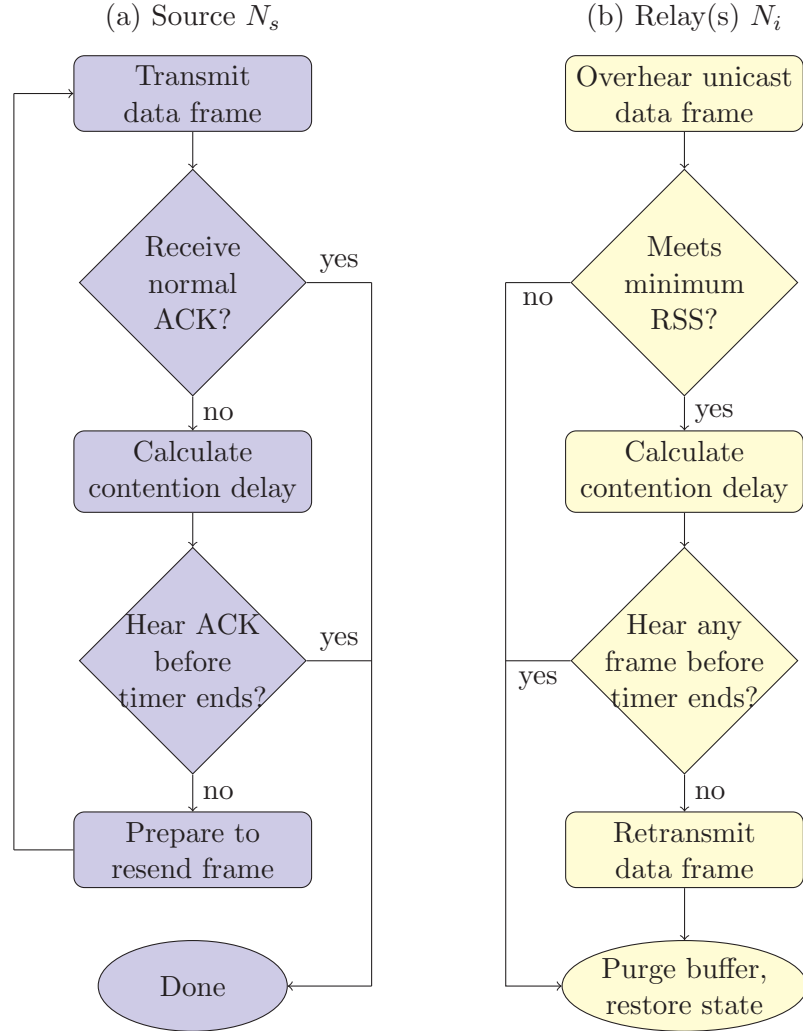 (a) Source Nₛ
Transmit
data frame
Receive
normal
ACK?
yes
no
Calculate
contention delay
Hear ACK
before
timer ends?
yes
no
Prepare to
resend frame
Done
(b) Relay(s) Nᵢ
Overhear unicast
data frame
Meets
minimum
RSS?
no
yes
Calculate
contention delay
Hear any
frame before
timer ends?
yes
no
Retransmit
data frame
Purge buffer,
restore state